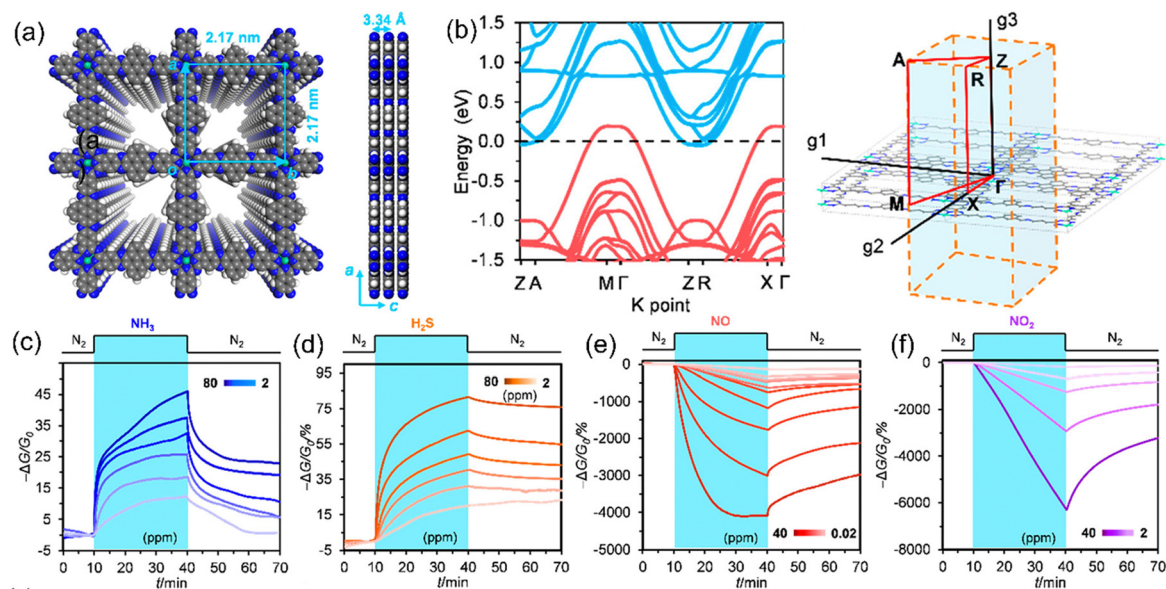 (a)
2.17 nm
2.17 nm
a
o
b
(a
3.34 Å
a
c
(b)
Energy (eV)
1.0
0.5
0.0
-0.5
-1.0
-1.5
Z A
M Γ
Z R
X Γ
K point
g3
A
Z
R
g1
Γ
M
X
g2
(c)
NH₃
N₂
N₂
80
2
(ppm)
−ΔG/G₀/%
45
35
25
15
5
-5
0 10 20 30 40 50 60 70
t/min
(d)
H₂S
N₂
N₂
80
2
(ppm)
−ΔG/G₀/%
95
75
55
35
15
-5
0 10 20 30 40 50 60 70
t/min
(e)
NO
N₂
N₂
−ΔG/G₀/%
0
-1000
-2000
-3000
-4000
-5000
40
0.02
(ppm)
0 10 20 30 40 50 60 70
t/min
(f)
NO₂
N₂
N₂
−ΔG/G₀/%
0
-2000
-4000
-6000
-8000
40
2
(ppm)
0 10 20 30 40 50 60 70
t/min